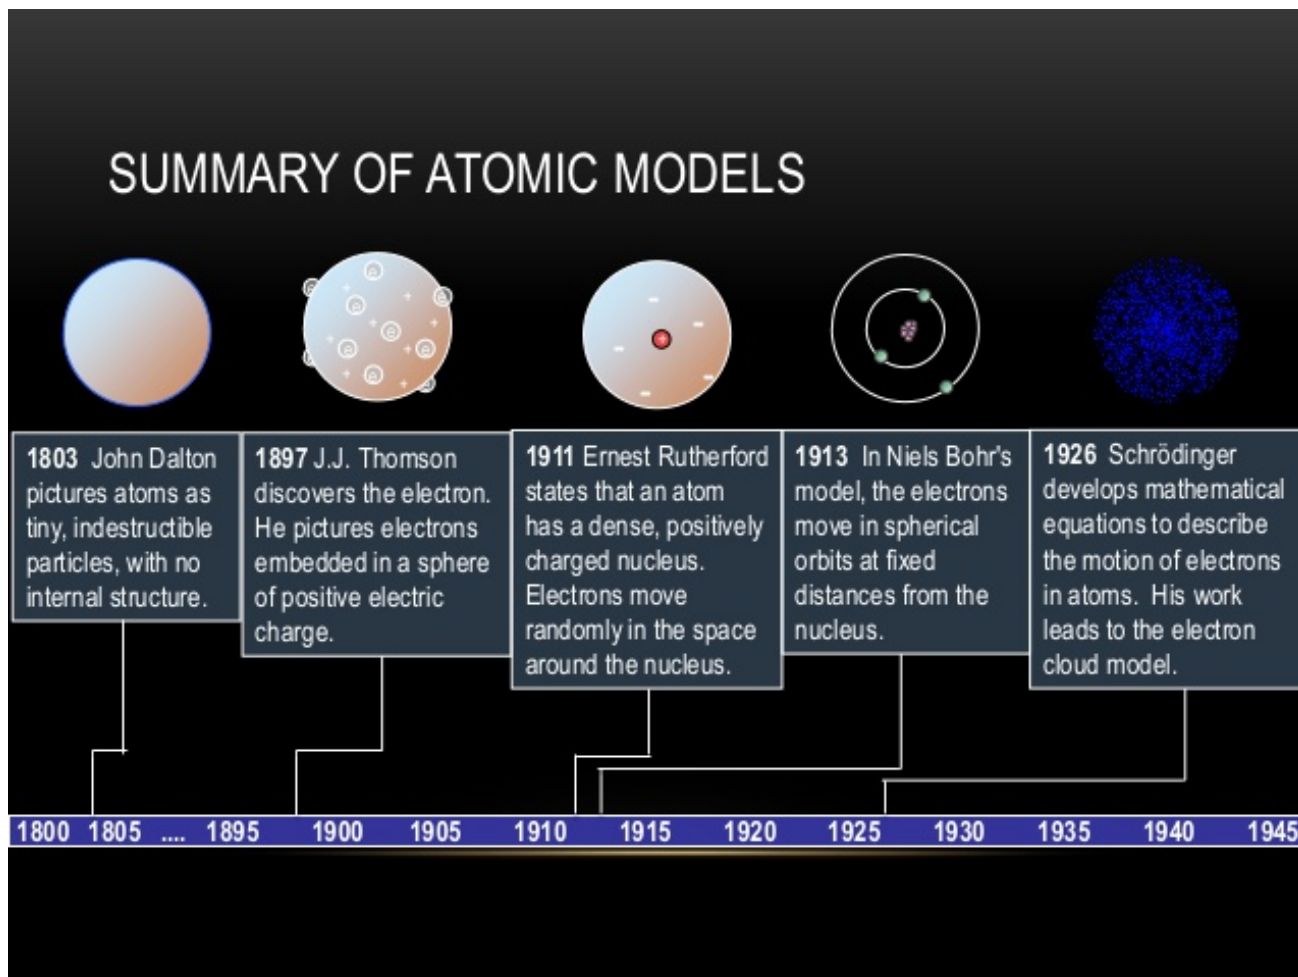 SUMMARY OF ATOMIC MODELS
1803 John Dalton
pictures atoms as
tiny, indestructible
particles, with no
internal structure.
1897 J.J. Thomson
discovers the electron.
He pictures electrons
embedded in a sphere
of positive electric
charge.
1911 Ernest Rutherford
states that an atom
has a dense, positively
charged nucleus.
Electrons move
randomly in the space
around the nucleus.
1913 In Niels Bohr's
model, the electrons
move in spherical
orbits at fixed
distances from the
nucleus.
1926 Schrödinger
develops mathematical
equations to describe
the motion of electrons
in atoms. His work
leads to the electron
cloud model.
1800 1805 .... 1895 1900 1905 1910 1915 1920 1925 1930 1935 1940 1945